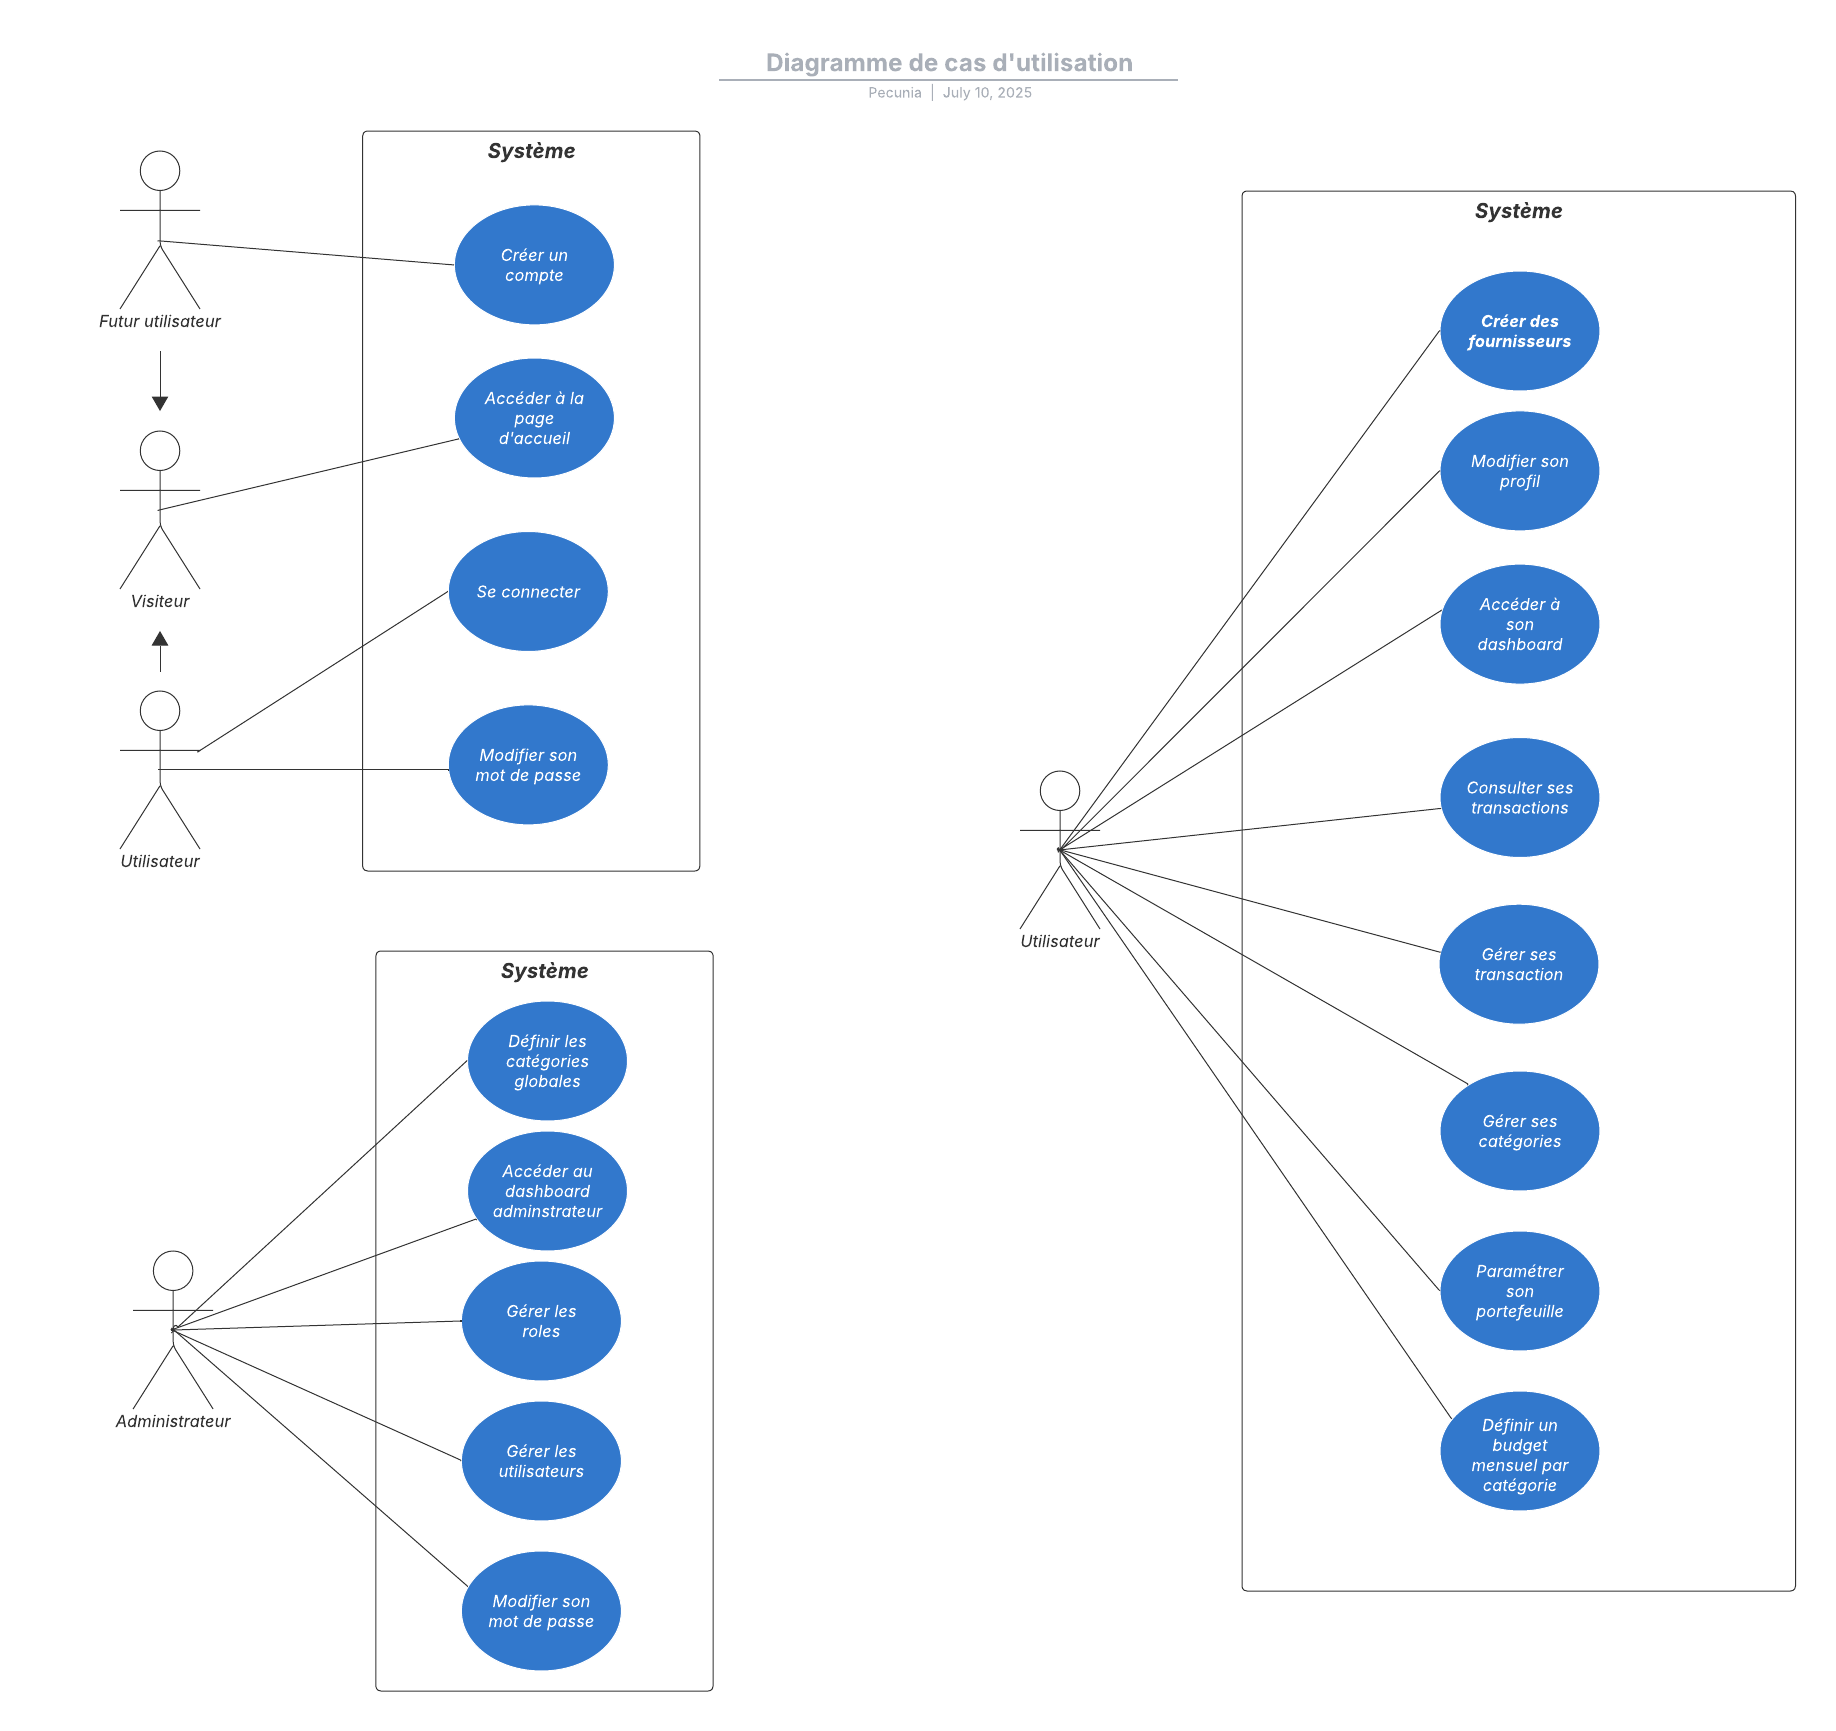 Diagramme de cas d'utilisation
Pecunia | July 10, 2025
Système
Futur utilisateur
Créer un
compte
Accéder à la
page
d'accueil
Visiteur
Se connecter
Utilisateur
Modifier son
mot de passe
Système
Définir les
catégories
globales
Accéder au
dashboard
adminstrateur
Gérer les
roles
Administrateur
Gérer les
utilisateurs
Modifier son
mot de passe
Système
Créer des
fournisseurs
Modifier son
profil
Accéder à
son
dashboard
Consulter ses
transactions
Utilisateur
Gérer ses
transaction
Gérer ses
catégories
Paramétrer
son
portefeuille
Définir un
budget
mensuel par
catégorie